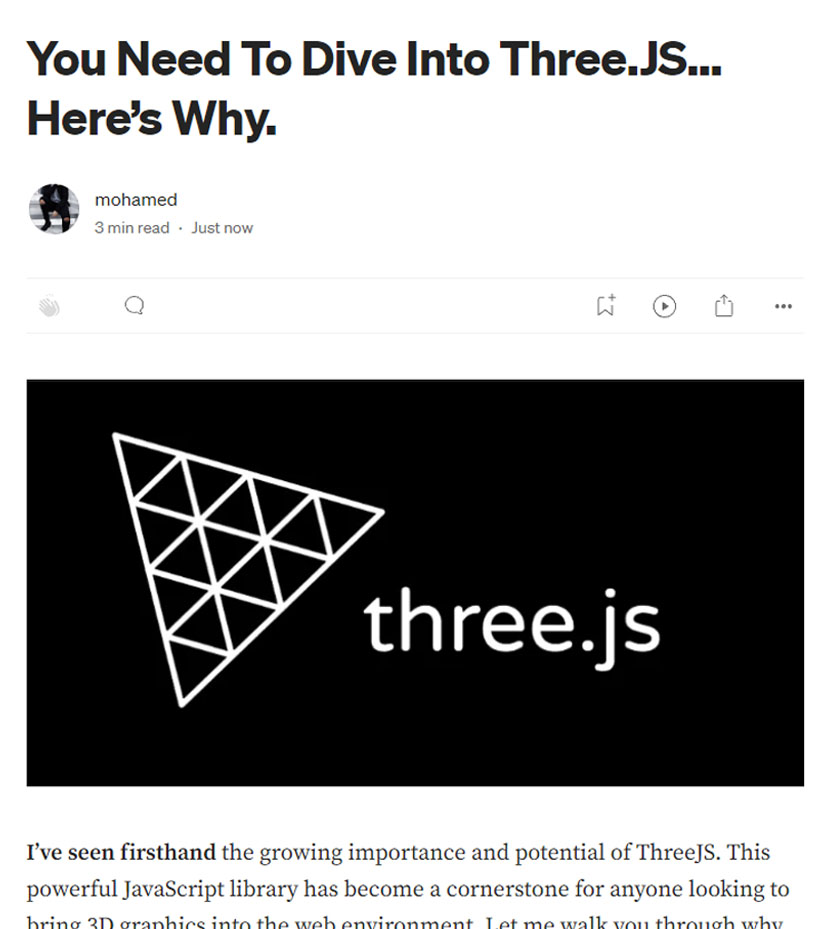 You Need To Dive Into Three.JS...
Here’s Why.
mohamed
3 min read · Just now
three.js
I’ve seen firsthand the growing importance and potential of ThreeJS. This
powerful JavaScript library has become a cornerstone for anyone looking to
bring 3D graphics into the web environment. Let me walk you through why